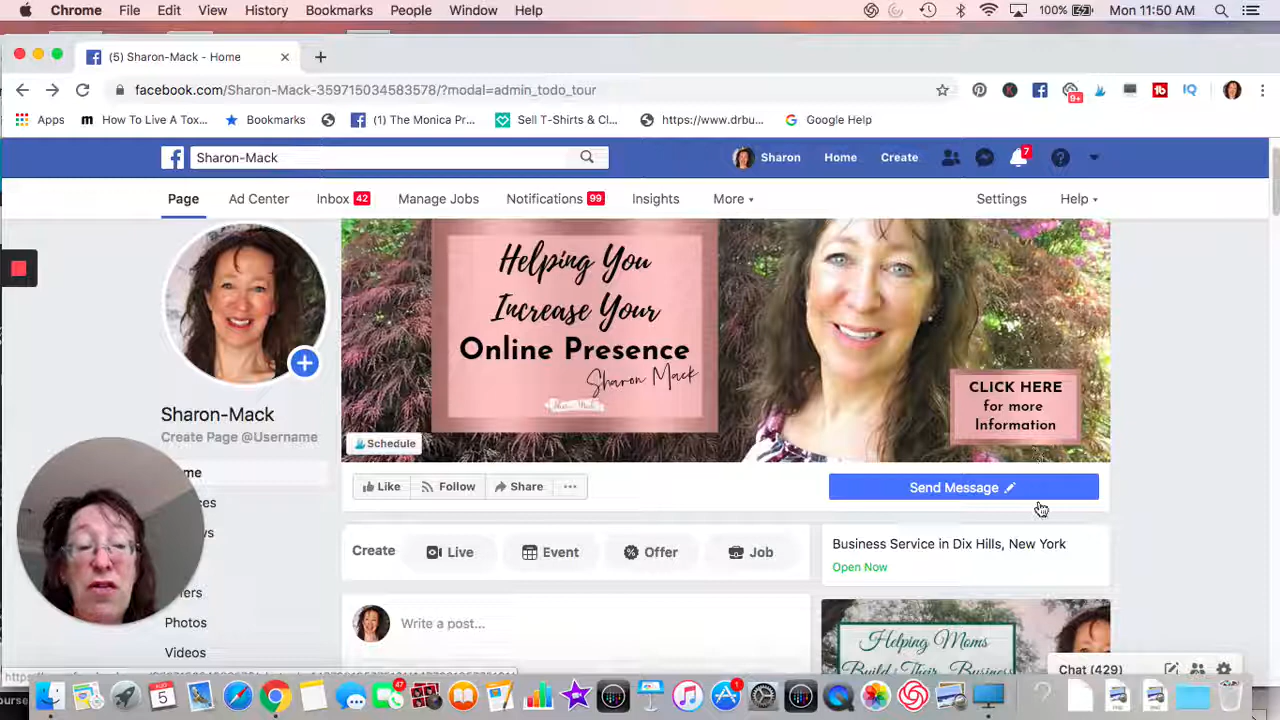 Chrome File Edit View History Bookmarks People Window Help 100% Mon 11:50 AM
(5) Sharon-Mack - Home
facebook.com/Sharon-Mack-359715034583578/?modal=admin_todo_tour
9+
Apps How To Live A Tox... Bookmarks (1) The Monica Pr... Sell T-Shirts & Cl... https://www.drbu... Google Help
Sharon-Mack Sharon Home Create 7
Page Ad Center Inbox 42 Manage Jobs Notifications 99 Insights More Settings Help
Helping You
Increase Your
Online Presence
Sharon Mack
CLICK HERE
for more
Information
Schedule
Sharon-Mack
Create Page @Username
Like Follow Share ... Send Message
Create Live Event Offer Job
Business Service in Dix Hills, New York
Open Now
Write a post...
Photos
Videos
Helping Moms
Build Their Business
Chat (429)
47
5
1